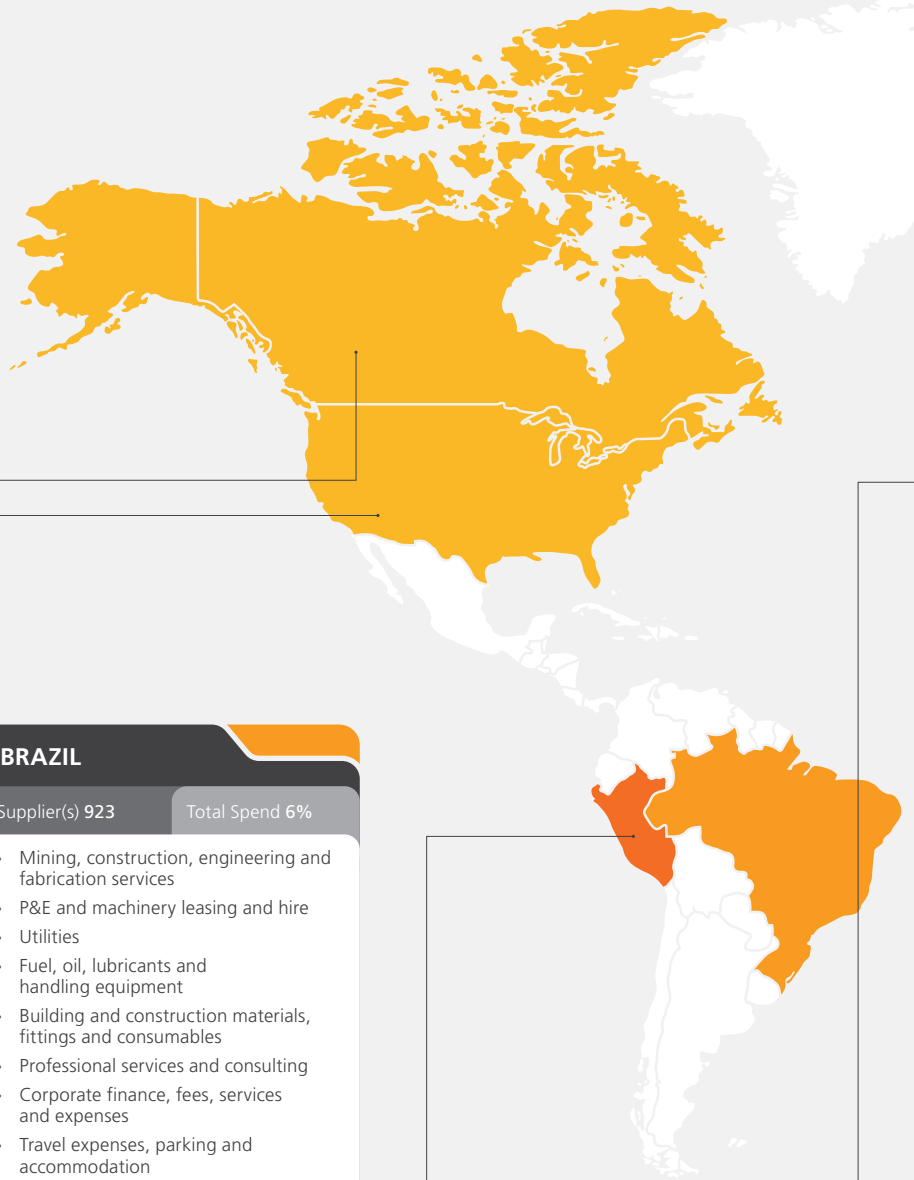 BRAZIL
Supplier(s) 923
Total Spend 6%
Mining, construction, engineering and
fabrication services
P&E and machinery leasing and hire
Utilities
Fuel, oil, lubricants and
handling equipment
Building and construction materials,
fittings and consumables
Professional services and consulting
Corporate finance, fees, services
and expenses
Travel expenses, parking and
accommodation